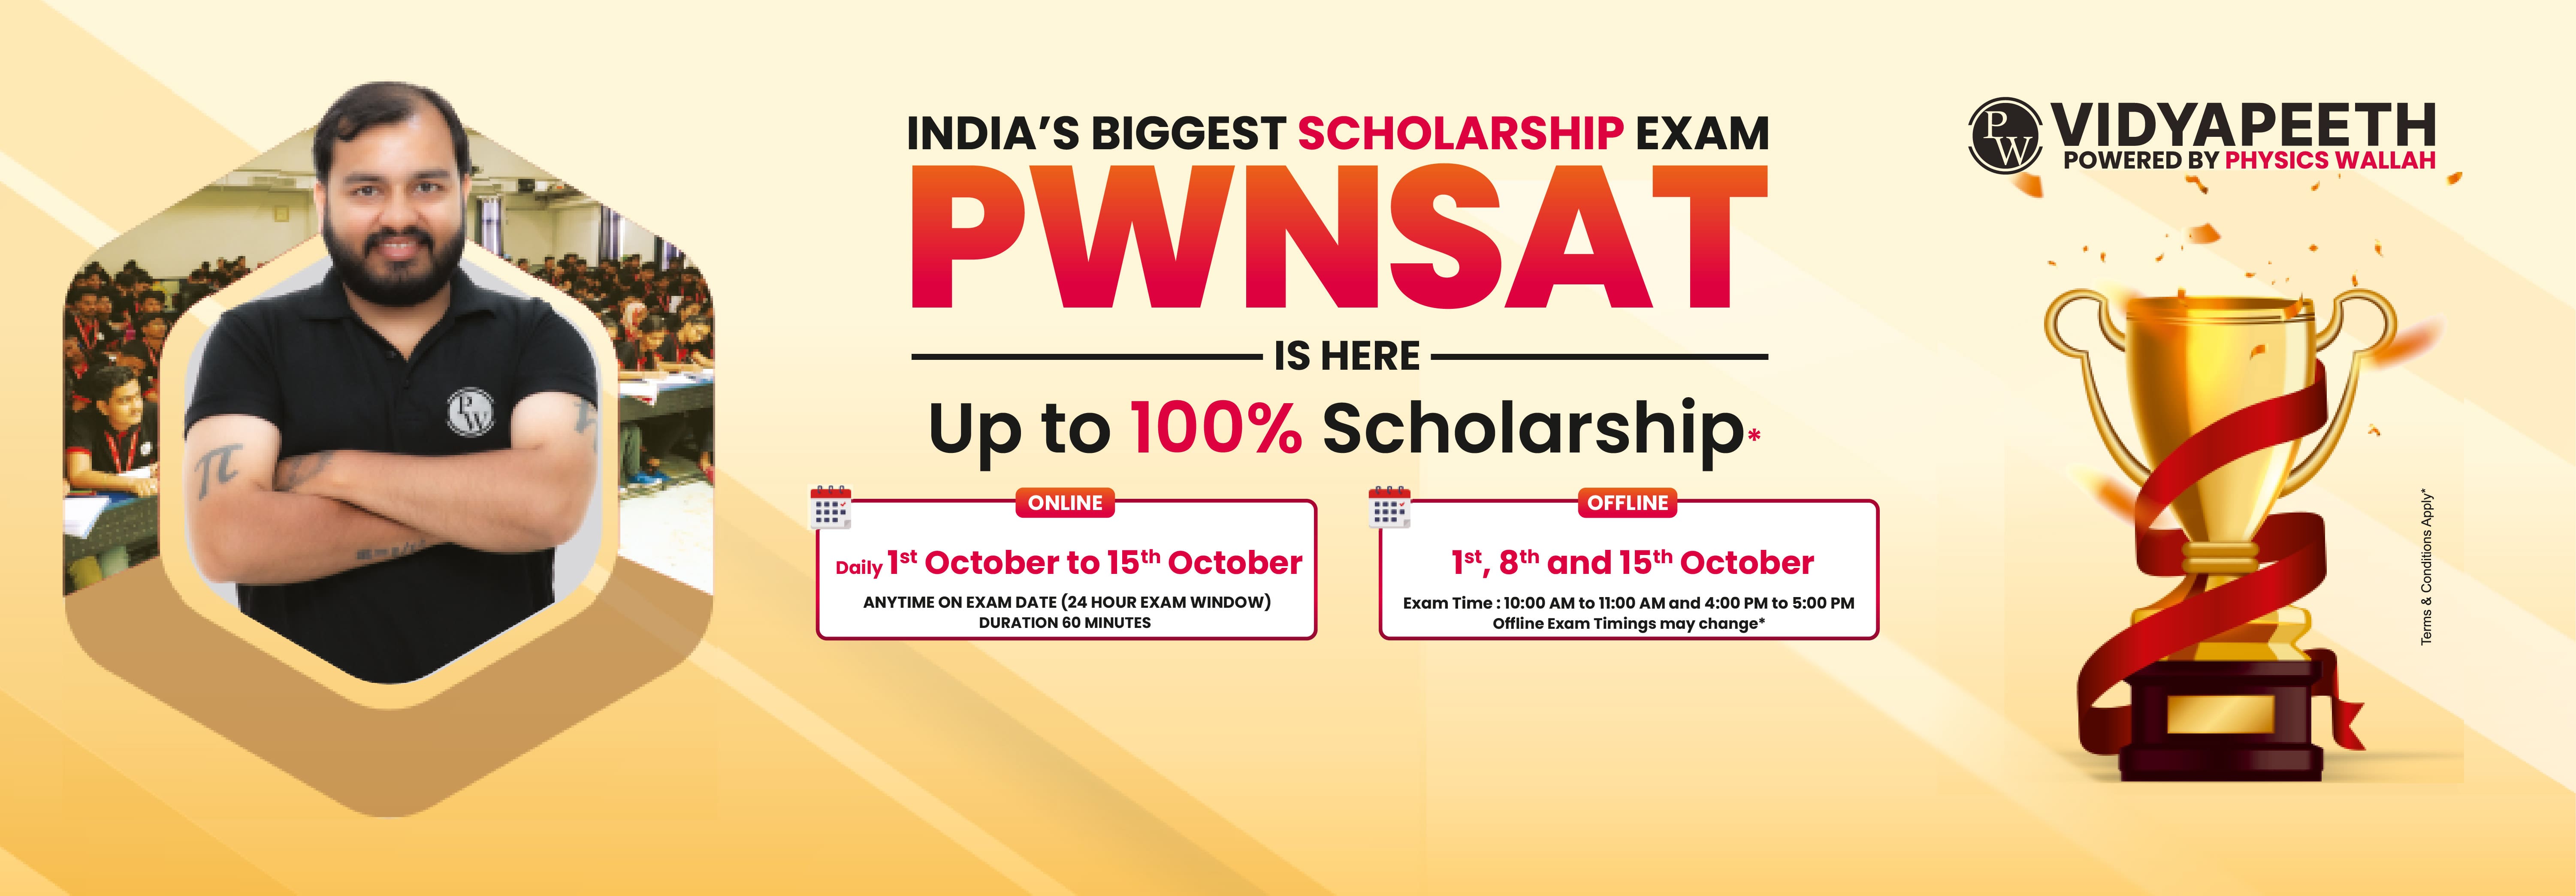 INDIA'S BIGGEST SCHOLARSHIP EXAM
PWNSAT
IS HERE
Up to 100% Scholarship*
ONLINE
Daily 1st October to 15th October
ANYTIME ON EXAM DATE (24 HOUR EXAM WINDOW)
DURATION 60 MINUTES
OFFLINE
1st, 8th and 15th October
Exam Time : 10:00 AM to 11:00 AM and 4:00 PM to 5:00 PM
Offline Exam Timings may change*
PW VIDYAPEETH
POWERED BY PHYSICS WALLAH
Terms & Conditions Apply*
PW
π